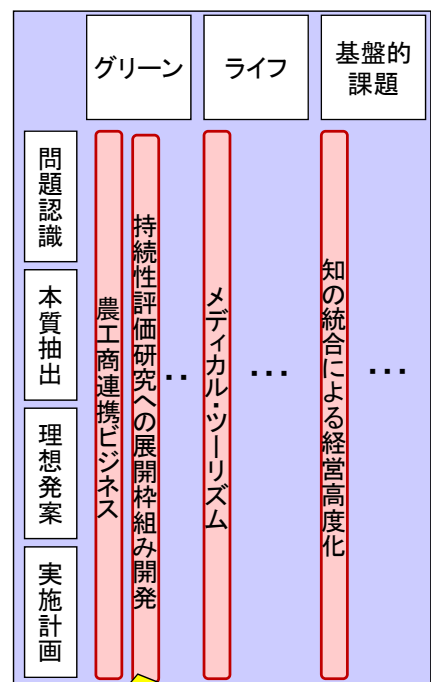 グリーン
ライフ
基盤的
課題
問題認識
本質抽出
理想発案
実施計画
農工商連携ビジネス
持続性評価研究への展開枠組み開発
・・
メディカル・ツーリズム
・・・
知の統合による経営高度化
・・・